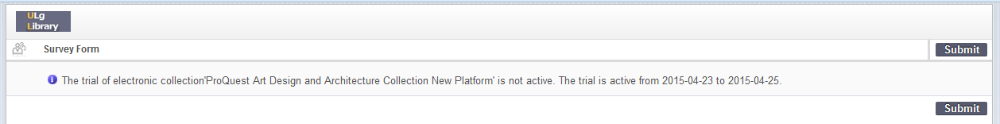 ULg
Library
Survey Form
Submit
The trial of electronic collection'ProQuest Art Design and Architecture Collection New Platform' is not active. The trial is active from 2015-04-23 to 2015-04-25.
Submit